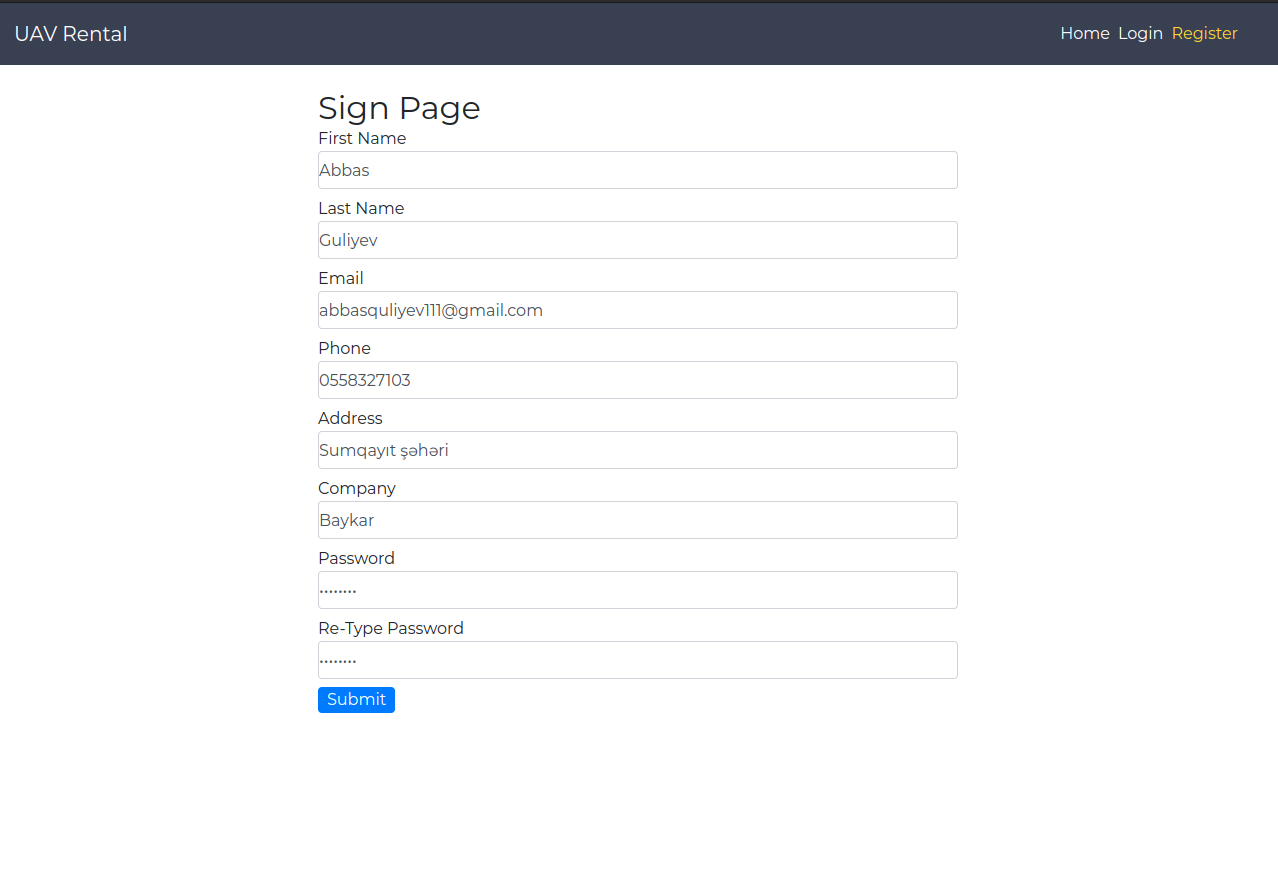 UAV Rental
Home Login Register
Sign Page
First Name
Abbas
Last Name
Guliyev
Email
abbasquliyev111@gmail.com
Phone
0558327103
Address
Sumqayıt şəhəri
Company
Baykar
Password
••••••••
Re-Type Password
••••••••
Submit